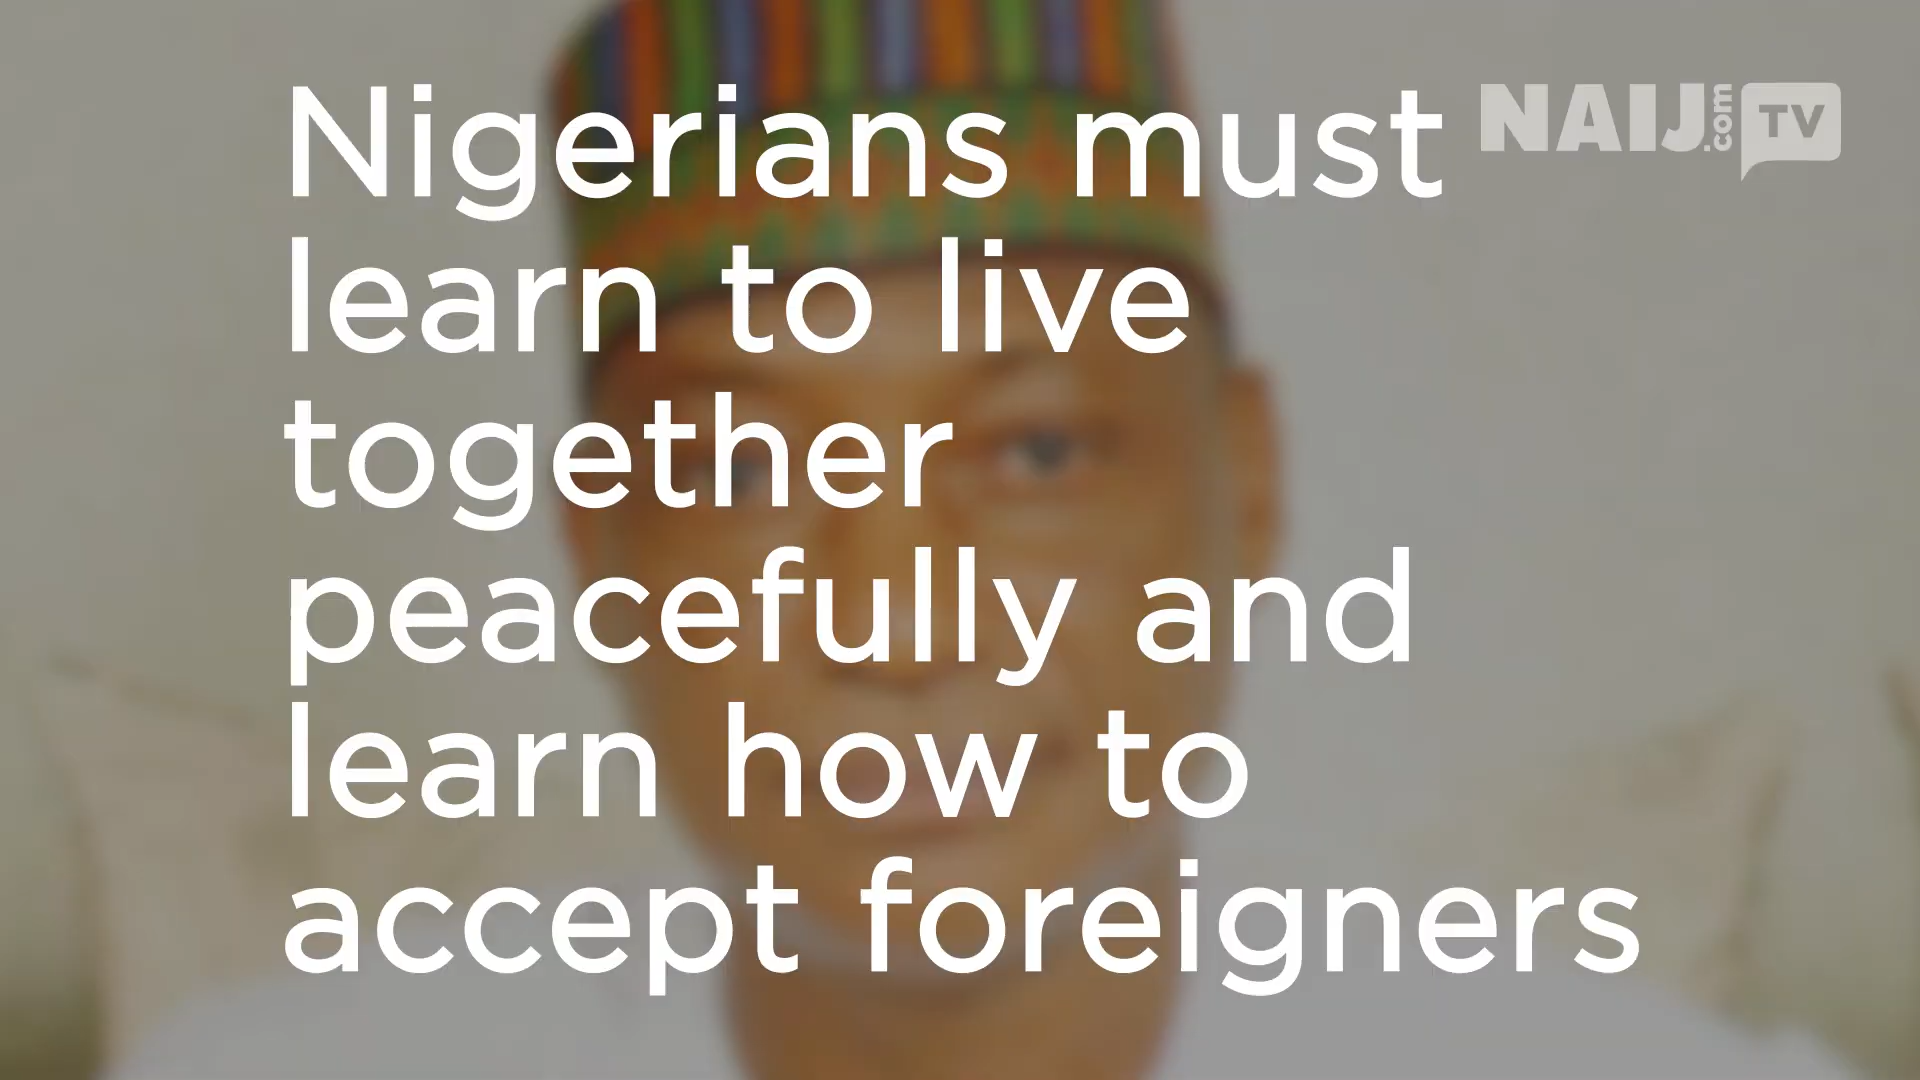 Nigerians must
NAIJ.com TV
learn to live
together
peacefully and
learn how to
accept foreigners